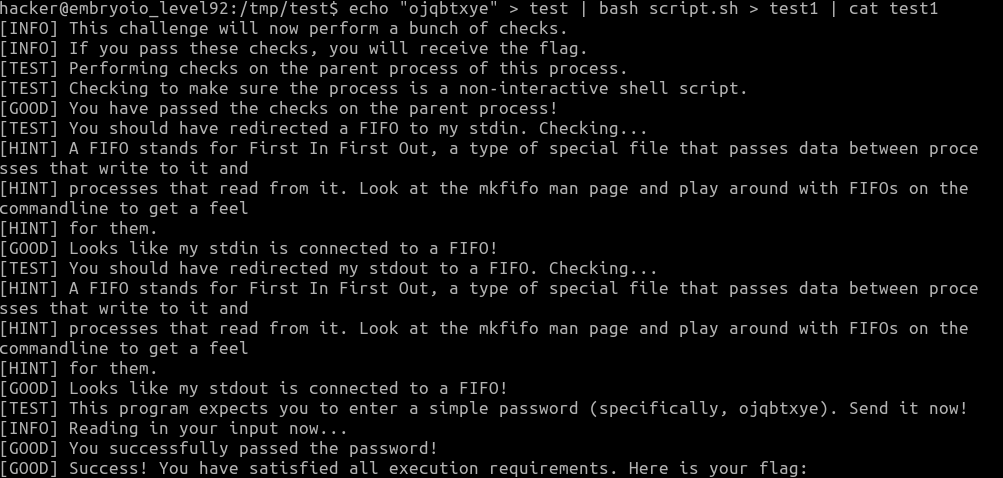 hacker@embryoio_level92:/tmp/test$ echo "ojqbtxye" > test | bash script.sh > test1 | cat test1
[INFO] This challenge will now perform a bunch of checks.
[INFO] If you pass these checks, you will receive the flag.
[TEST] Performing checks on the parent process of this process.
[TEST] Checking to make sure the process is a non-interactive shell script.
[GOOD] You have passed the checks on the parent process!
[TEST] You should have redirected a FIFO to my stdin. Checking...
[HINT] A FIFO stands for First In First Out, a type of special file that passes data between proce
sses that write to it and
[HINT] processes that read from it. Look at the mkfifo man page and play around with FIFOs on the
commandline to get a feel
[HINT] for them.
[GOOD] Looks like my stdin is connected to a FIFO!
[TEST] You should have redirected my stdout to a FIFO. Checking...
[HINT] A FIFO stands for First In First Out, a type of special file that passes data between proce
sses that write to it and
[HINT] processes that read from it. Look at the mkfifo man page and play around with FIFOs on the
commandline to get a feel
[HINT] for them.
[GOOD] Looks like my stdout is connected to a FIFO!
[TEST] This program expects you to enter a simple password (specifically, ojqbtxye). Send it now!
[INFO] Reading in your input now...
[GOOD] You successfully passed the password!
[GOOD] Success! You have satisfied all execution requirements. Here is your flag: